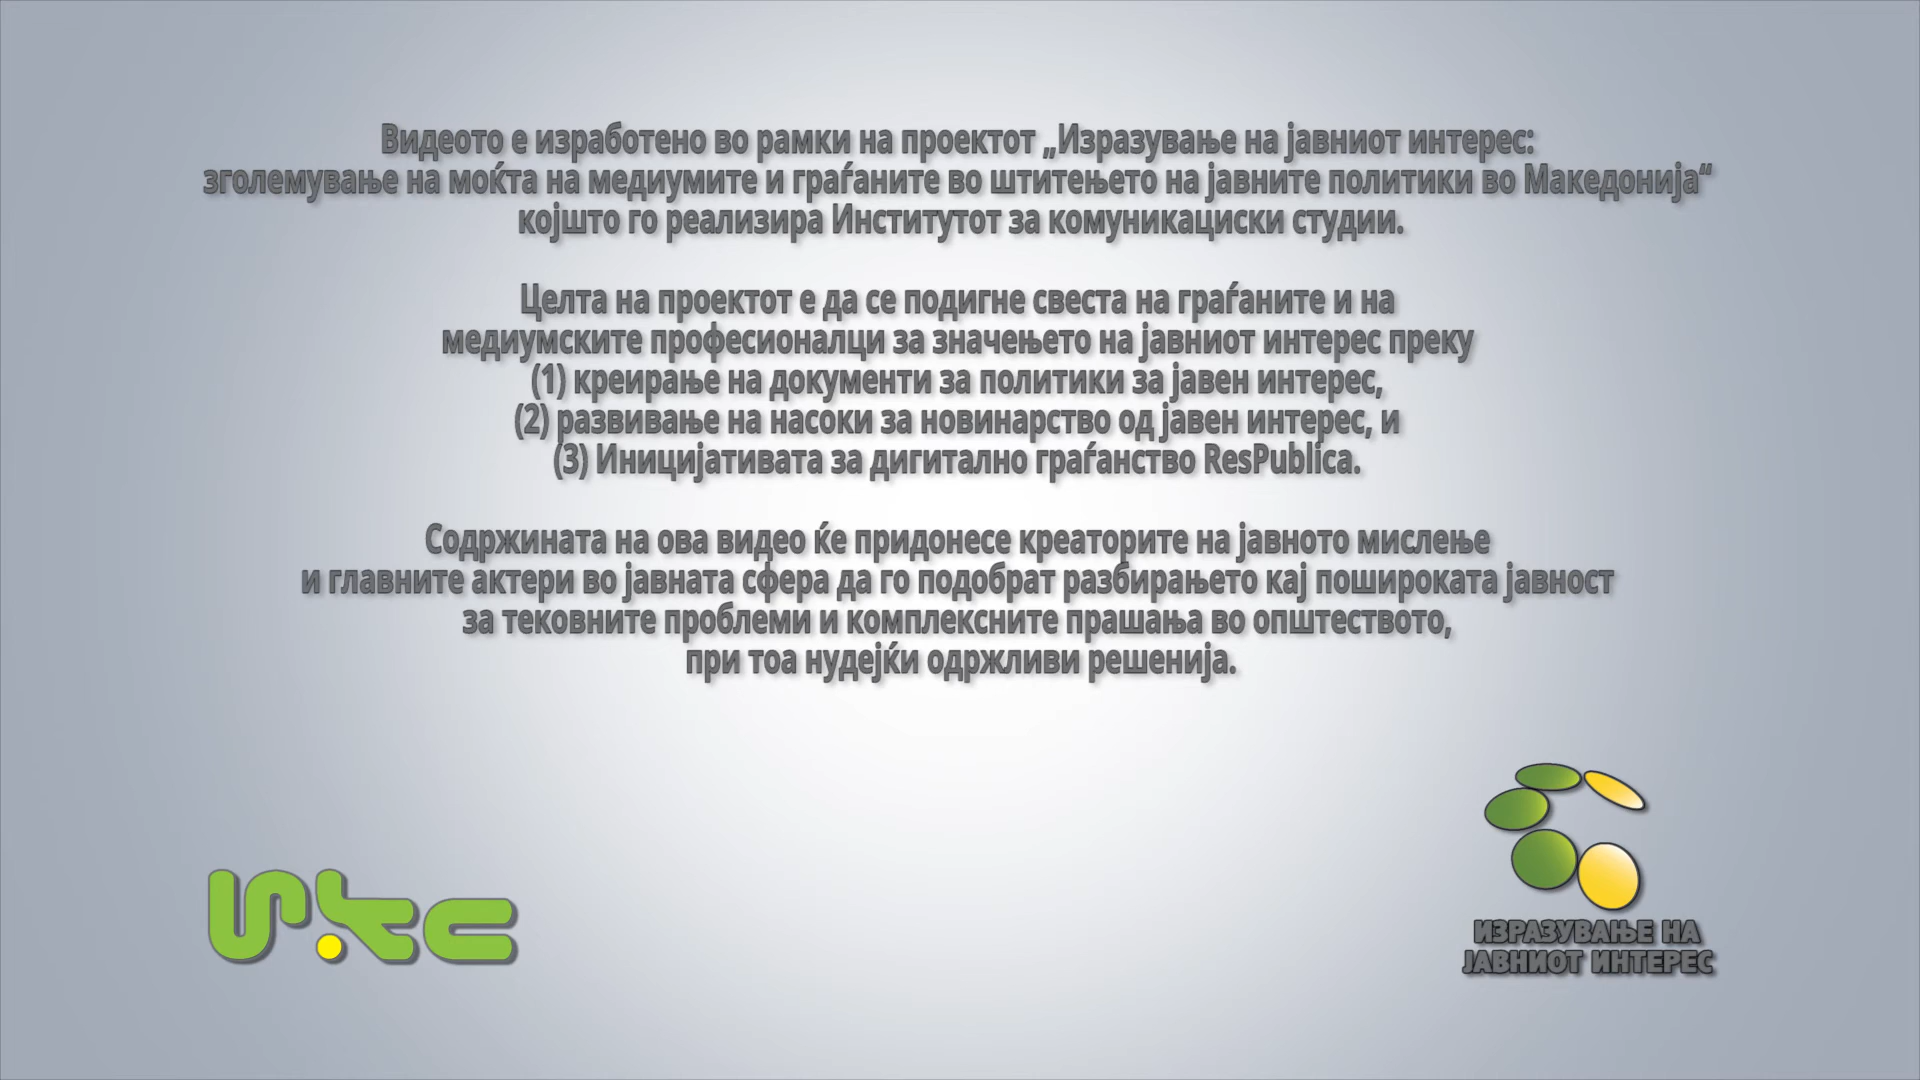 Видеото е изработено во рамки на проектот „Изразување на јавниот интерес:
зголемување на моќта на медиумите и граѓаните во штитењето на јавните политики во Македонија“
којшто го реализира Институтот за комуникациски студии.
Целта на проектот е да се подигне свеста на граѓаните и на
медиумските професионалци за значењето на јавниот интерес преку
(1) креирање на документи за политики за јавен интерес,
(2) развивање на насоки за новинарство од јавен интерес, и
(3) Иницијативата за дигитално граѓанство ResPublica.
Содржината на ова видео ќе придонесе креаторите на јавното мислење
и главните актери во јавната сфера да го подобрат разбирањето кај пошироката јавност
за тековните проблеми и комплексните прашања во општеството,
при тоа нудејќи одржливи решенија.
икс
ИЗРАЗУВАЊЕ НА
ЈАВНИОТ ИНТЕРЕС